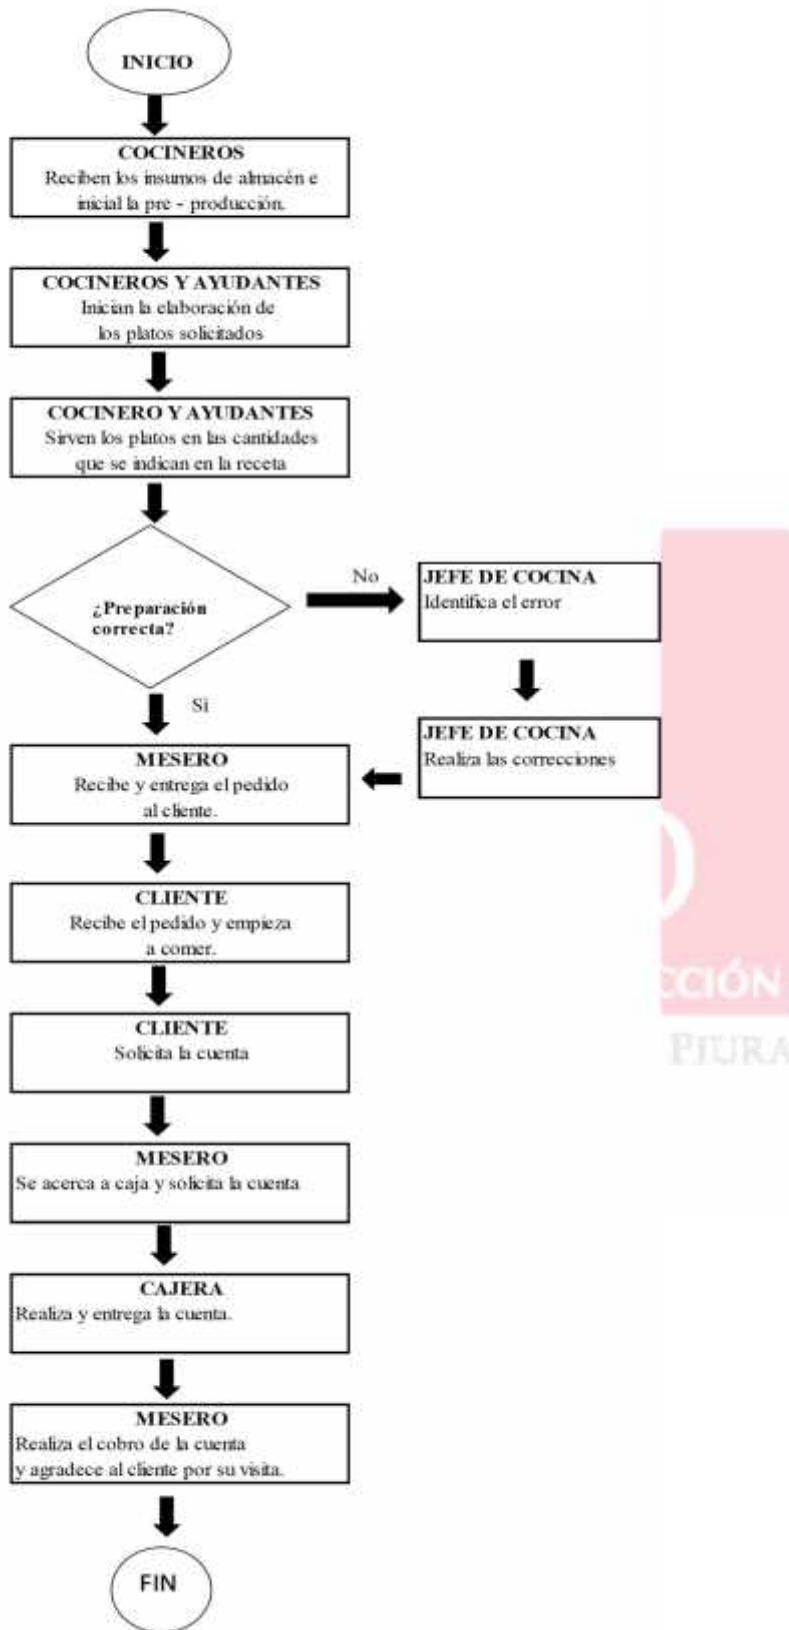 INICIO
COCINEROS
Reciben los insumos de almacén e
inicial la pre - producción.
COCINEROS Y AYUDANTES
Inician la elaboración de
los platos solicitados
COCINERO Y AYUDANTES
Sirven los platos en las cantidades
que se indican en la receta
¿Preparación
correcta?
No
JEFE DE COCINA
Identifica el error
Si
JEFE DE COCINA
Realiza las correcciones
MESERO
Recibe y entrega el pedido
al cliente.
CLIENTE
Recibe el pedido y empieza
a comer.
CCIÓN
CLIENTE
Solicita la cuenta
PIURA
MESERO
Se acerca a caja y solicita la cuenta
CAJERA
Realiza y entrega la cuenta.
MESERO
Realiza el cobro de la cuenta
y agradece al cliente por su visita.
FIN